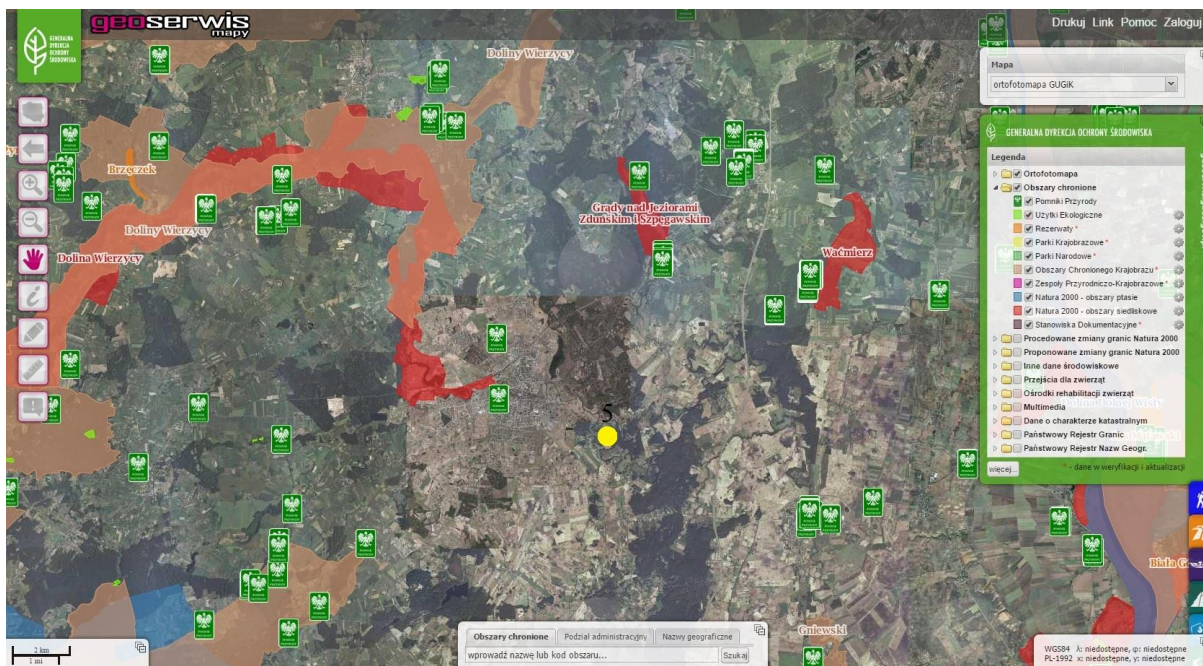 GENERALNA
DYREKCJA
OCHRONY
ŚRODOWISKA
geoserwis
mapy
Drukuj Link Pomoc Zaloguj
Mapa
ortofotomapa GUGiK
GENERALNA DYREKCJA OCHRONY ŚRODOWISKA
Legenda
Ortofotomapa
Obszary chronione
Pomniki Przyrody
Użytki Ekologiczne
Rezerwaty *
Parki Krajobrazowe *
Parki Narodowe *
Obszary Chronionego Krajobrazu *
Zespoły Przyrodniczo-Krajobrazowe *
Natura 2000 - obszary ptasie
Natura 2000 - obszary siedliskowe
Stanowiska Dokumentacyjne *
Procedowane zmiany granic Natura 2000
Proponowane zmiany granic Natura 2000
Inne dane środowiskowe
Przejścia dla zwierząt
Ośrodki rehabilitacji zwierząt
Multimedia
Dane o charakterze katastralnym
Państwowy Rejestr Granic
Państwowy Rejestr Nazw Geogr.
więcej...
* - dane w weryfikacji i aktualizacji
Doliny Wierzycy
Brzęczek
Doliny Wierzycy
Dolina Wierzycy
Grądy nad Jeziorami
Zduńskim i Szpęgawskim
Waćmierz
5
Biała G
Gniewski
2 km
1 mi
Obszary chronione
Podział administracyjny
Nazwy geograficzne
wprowadź nazwę lub kod obszaru...
Szukaj
WGS84 λ: niedostępne, φ: niedostępne
PL-1992 x: niedostępne, y: niedostępne